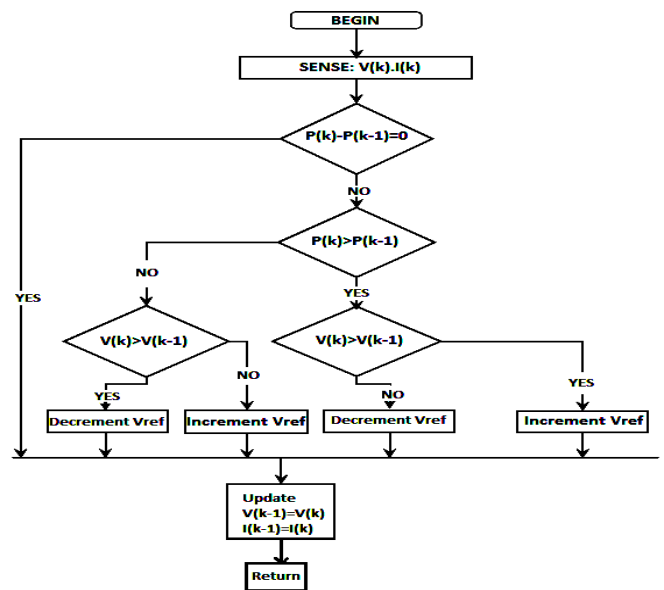 BEGIN
SENSE: V(k).I(k)
P(k)-P(k-1)=0
NO
P(k)>P(k-1)
NO
YES
YES
V(k)>V(k-1)
V(k)>V(k-1)
NO
YES
YES
NO
Decrement Vref
Increment Vref
Decrement Vref
Increment Vref
Update
V(k-1)=V(k)
I(k-1)=I(k)
Return